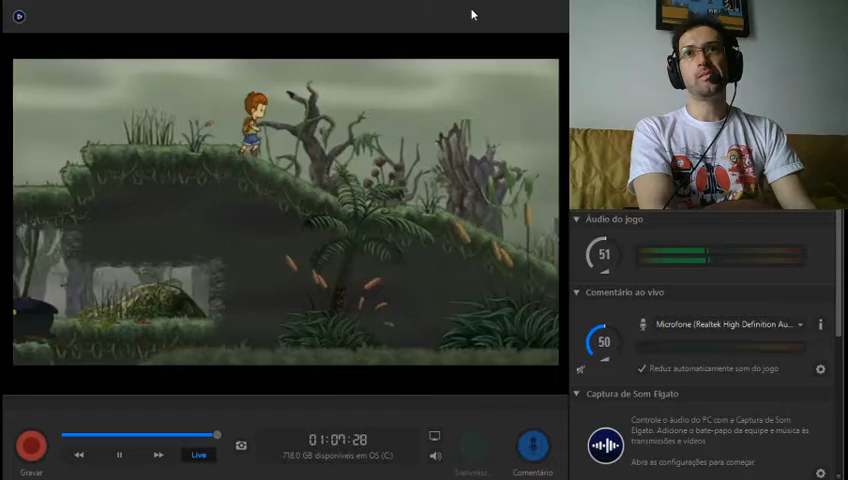 Áudio do jogo
51
Comentário ao vivo
50
Microfone (Realtek High Definition Au...
Reduz automaticamente som do jogo
Captura de Som Elgato
Controle o áudio do PC com a Captura de Som Elgato. Adicione o bate-papo da equipe e música às transmissões e vídeos
Abra as configurações para começar.
Live
01:07:28
718.0 GB disponíveis em OS (C:)
Gravar
Transmiss...
Comentário